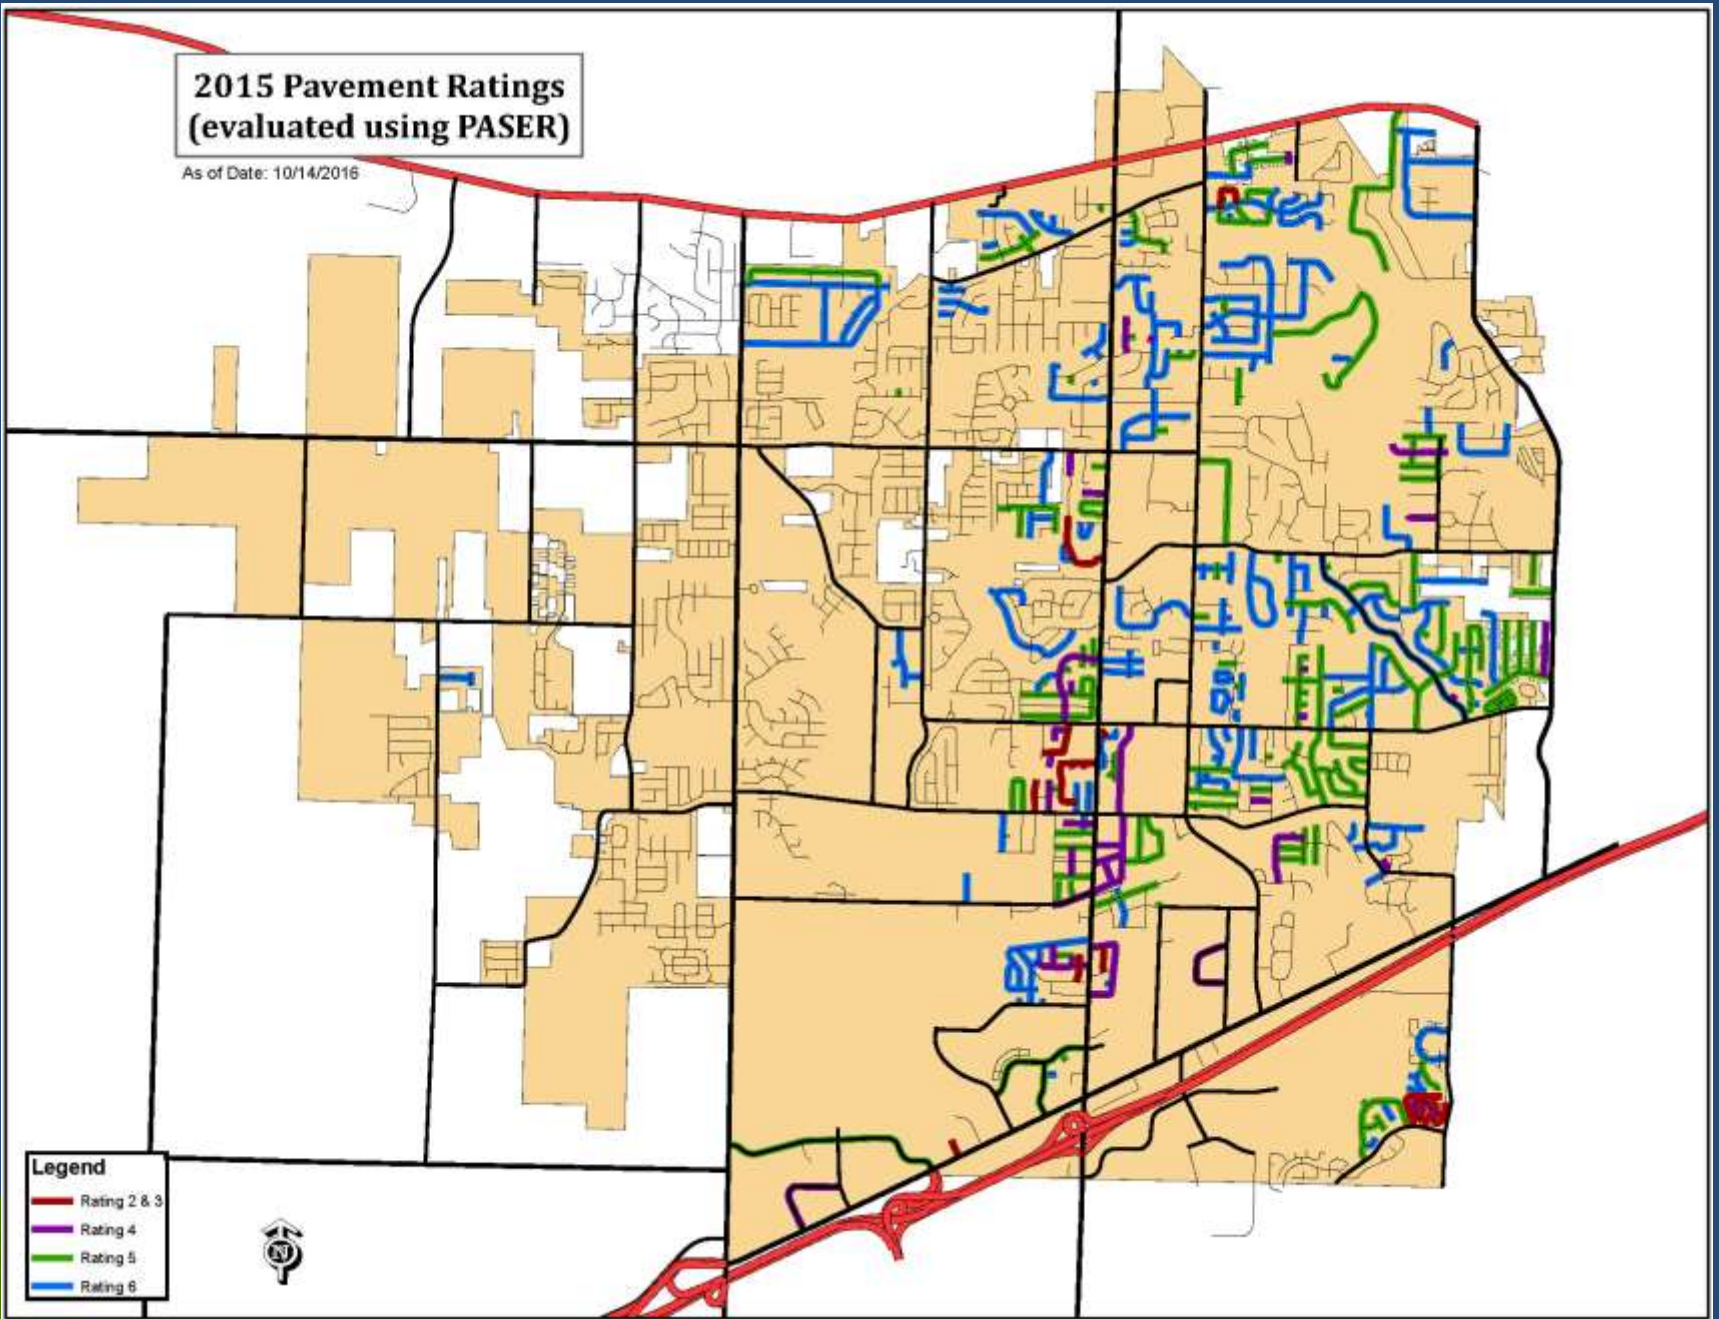 2015 Pavement Ratings
(evaluated using PASER)
As of Date: 10/14/2016
N
Legend
Rating 2 & 3
Rating 4
Rating 5
Rating 6